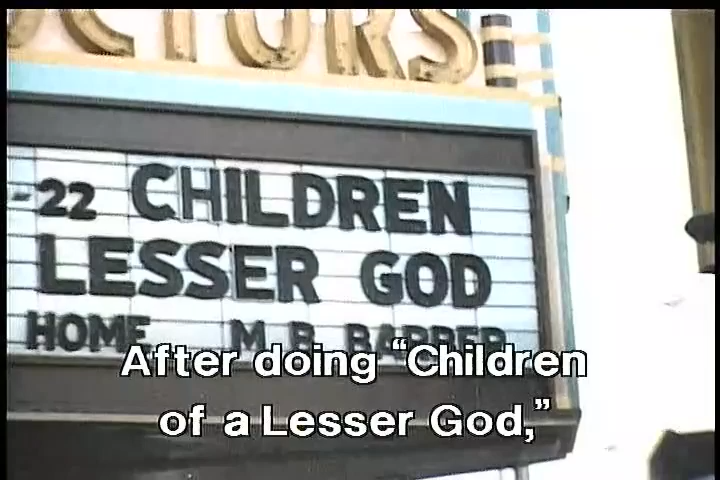 CTORS
-22 CHILDREN
LESSER GOD
HOME M B BARBER
After doing “Children
of a Lesser God,”